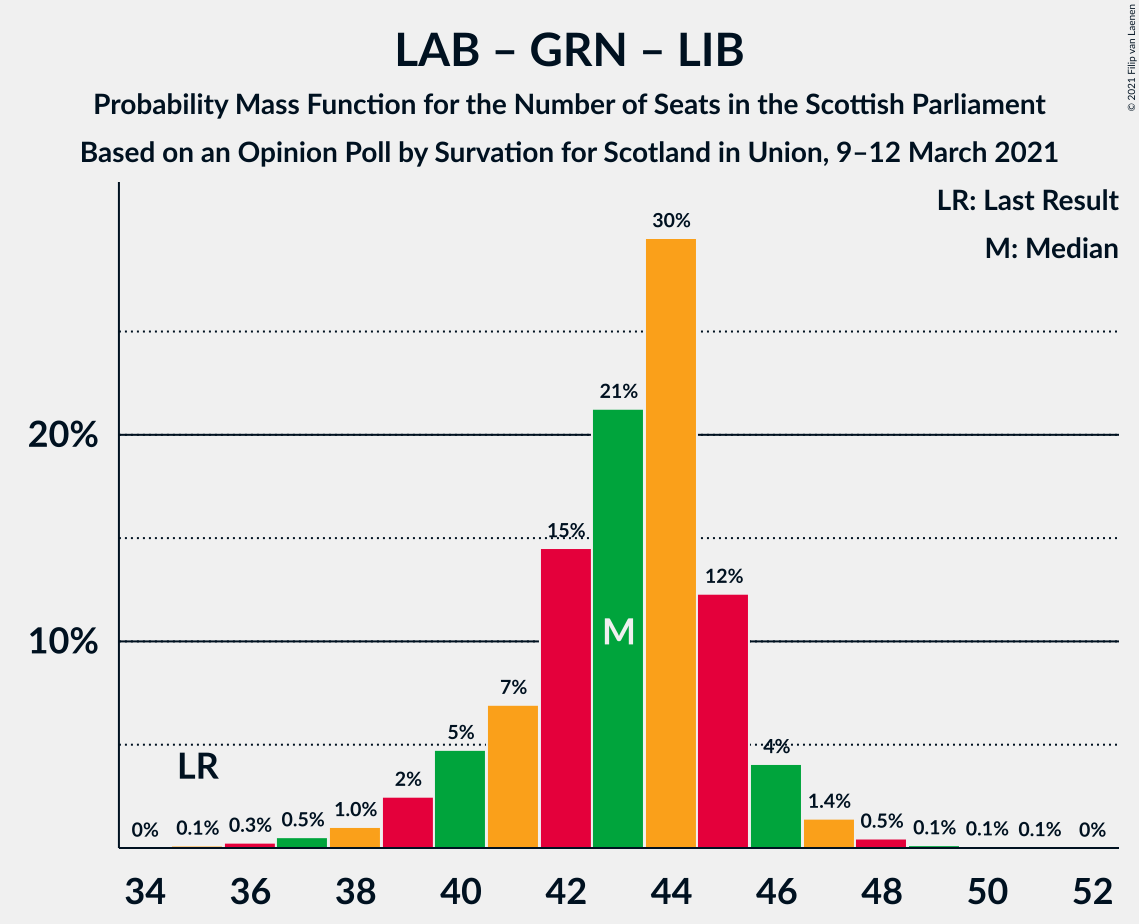 LAB – GRN – LIB
Probability Mass Function for the Number of Seats in the Scottish Parliament
Based on an Opinion Poll by Survation for Scotland in Union, 9–12 March 2021
© 2021 Filip van Laenen
LR: Last Result
M: Median
30%
21%
20%
15%
12%
M
10%
7%
5%
4%
LR
2%
1.4%
1.0%
0% 0.1% 0.3% 0.5% 0.5% 0.1% 0.1% 0.1% 0%
34 36 38 40 42 44 46 48 50 52